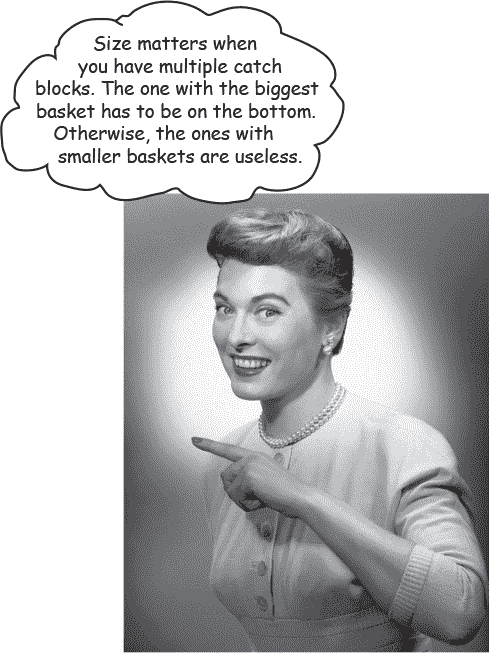 Size matters when
you have multiple catch
blocks. The one with the biggest
basket has to be on the bottom.
Otherwise, the ones with
smaller baskets are useless.